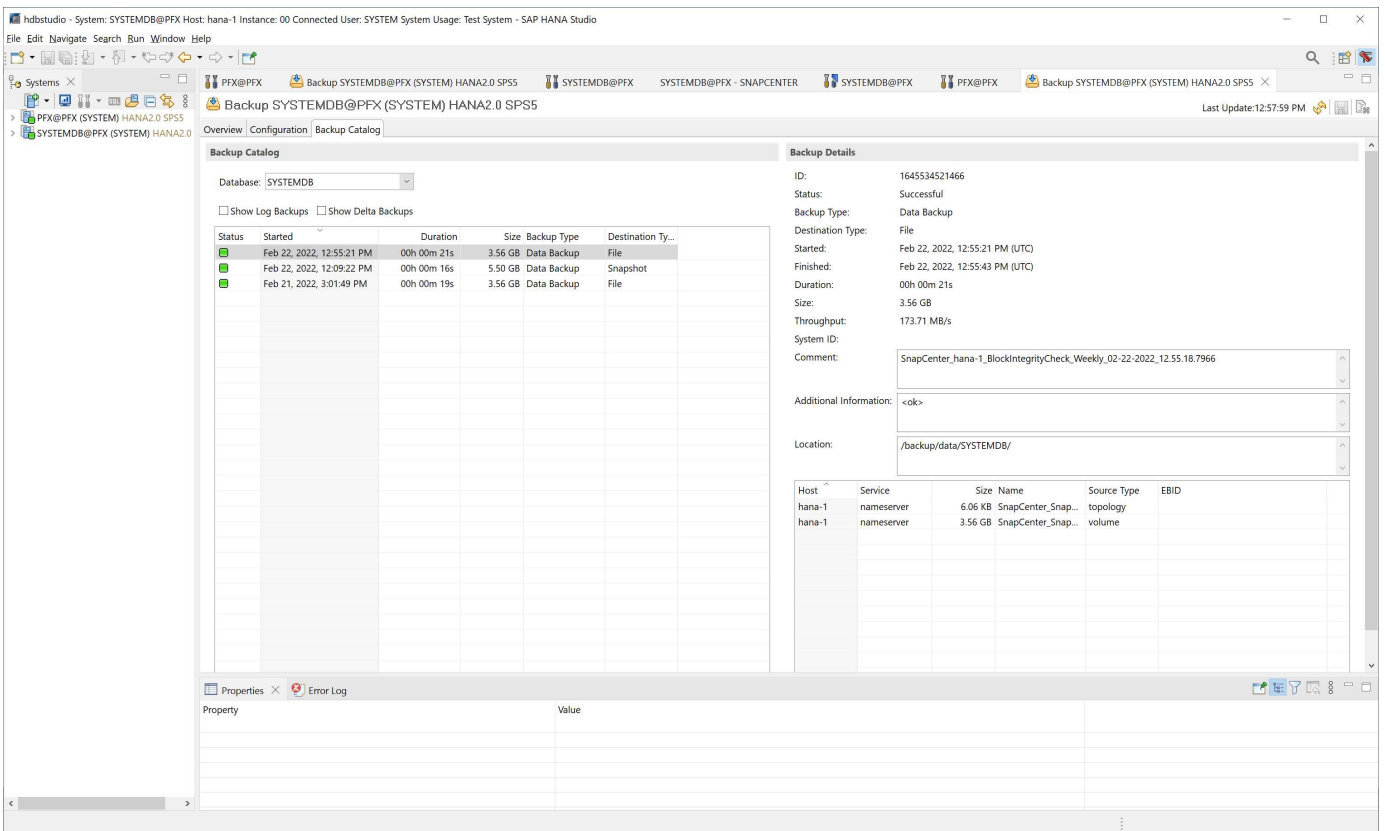 hdbstudio - System: SYSTEMDB@PFX Host: hana-1 Instance: 00 Connected User: SYSTEM System Usage: Test System - SAP HANA Studio
File Edit Navigate Search Run Window Help
Systems
PFX@PFX
Backup SYSTEMDB@PFX (SYSTEM) HANA2.0 SPS5
SYSTEMDB@PFX
SYSTEMDB@PFX - SNAPCENTER
SYSTEMDB@PFX
PFX@PFX
Backup SYSTEMDB@PFX (SYSTEM) HANA2.0 SPS5
PFX@PFX (SYSTEM) HANA2.0 SPS5
SYSTEMDB@PFX (SYSTEM) HANA2.0
Backup SYSTEMDB@PFX (SYSTEM) HANA2.0 SPS5
Last Update:12:57:59 PM
Overview Configuration Backup Catalog
Backup Catalog
Database: SYSTEMDB
Show Log Backups Show Delta Backups
Status Started Duration Size Backup Type Destination Ty...
Feb 22, 2022, 12:55:21 PM 00h 00m 21s 3.56 GB Data Backup File
Feb 22, 2022, 12:09:22 PM 00h 00m 16s 5.50 GB Data Backup Snapshot
Feb 21, 2022, 3:01:49 PM 00h 00m 19s 3.56 GB Data Backup File
Backup Details
ID: 1645534521466
Status: Successful
Backup Type: Data Backup
Destination Type: File
Started: Feb 22, 2022, 12:55:21 PM (UTC)
Finished: Feb 22, 2022, 12:55:43 PM (UTC)
Duration: 00h 00m 21s
Size: 3.56 GB
Throughput: 173.71 MB/s
System ID:
Comment: SnapCenter_hana-1_BlockIntegrityCheck_Weekly_02-22-2022_12.55.18.7966
Additional Information: <ok>
Location: /backup/data/SYSTEMDB/
Host Service Size Name Source Type EBID
hana-1 nameserver 6.06 KB SnapCenter_Snap... topology
hana-1 nameserver 3.56 GB SnapCenter_Snap... volume
Properties Error Log
Property Value